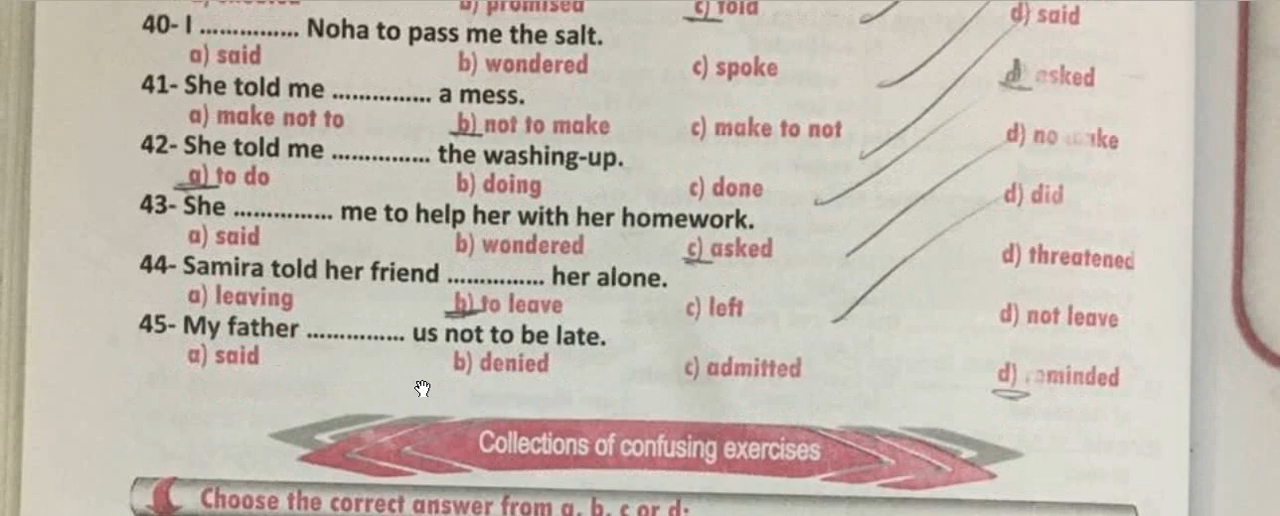 b) promised c) told d) said
40- I ............... Noha to pass me the salt.
a) said b) wondered c) spoke d) asked
41- She told me ............... a mess.
a) make not to b) not to make c) make to not d) no make
42- She told me ............... the washing-up.
a) to do b) doing c) done d) did
43- She ............... me to help her with her homework.
a) said b) wondered c) asked d) threatened
44- Samira told her friend ............... her alone.
a) leaving b) to leave c) left d) not leave
45- My father ............... us not to be late.
a) said b) denied c) admitted d) reminded
Collections of confusing exercises
Choose the correct answer from a, b, c or d: